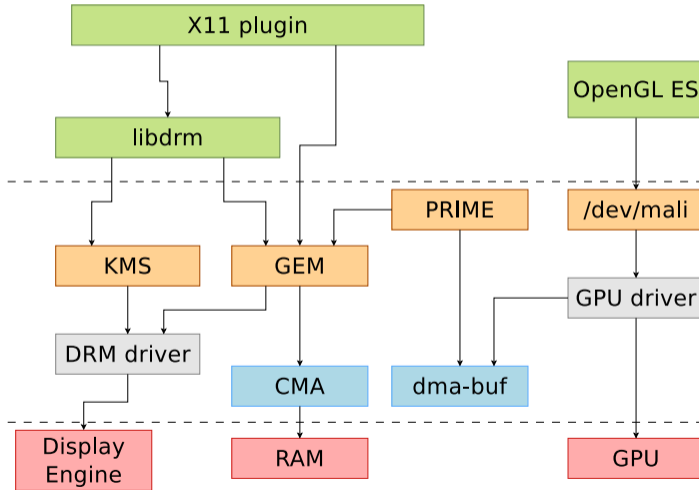 X11 plugin
OpenGL ES
libdrm
PRIME
/dev/mali
KMS
GEM
GPU driver
DRM driver
CMA
dma-buf
Display
Engine
RAM
GPU